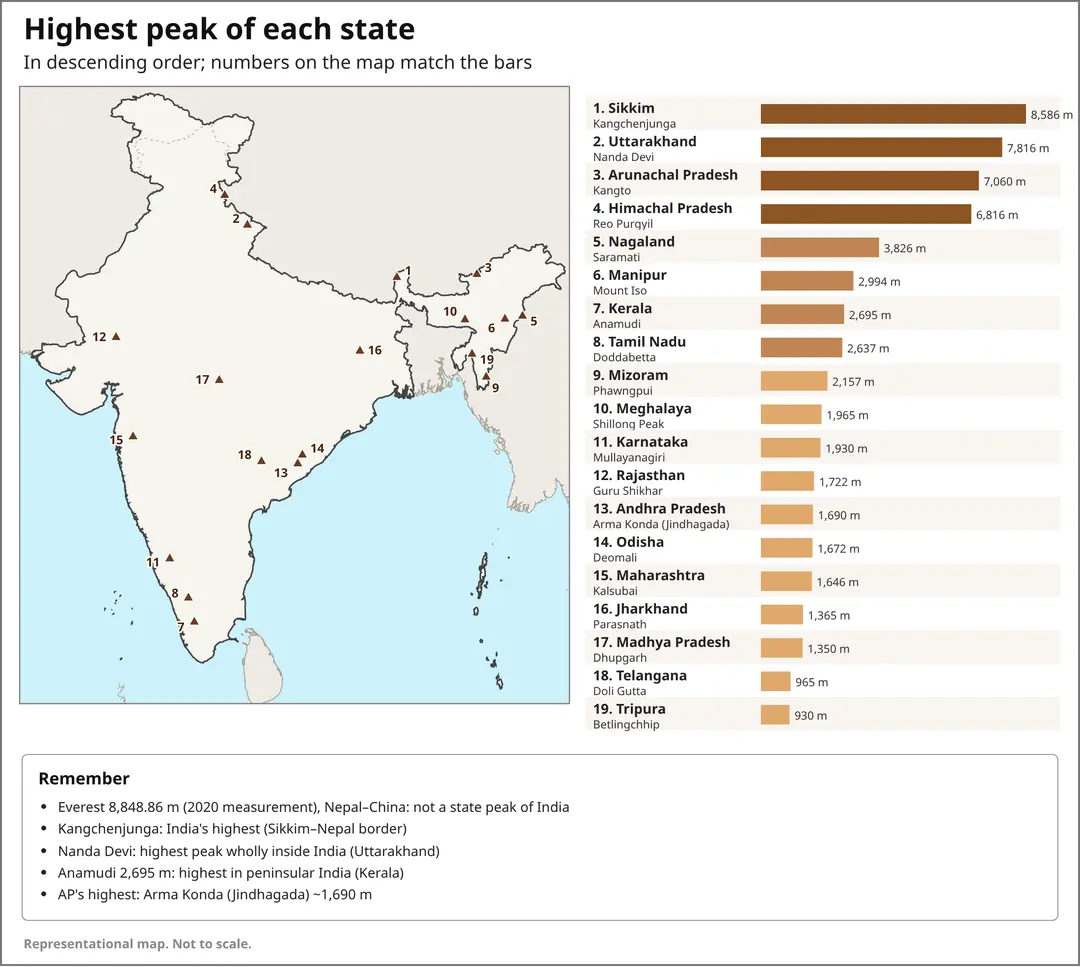 Highest peak of each state
In descending order; numbers on the map match the bars
4
2
1
3
10
6
5
12
16
19
17
9
15
14
18
13
11
8
7
1. Sikkim
Kangchenjunga
8,586 m
2. Uttarakhand
Nanda Devi
7,816 m
3. Arunachal Pradesh
Kangto
7,060 m
4. Himachal Pradesh
Reo Purgyil
6,816 m
5. Nagaland
Saramati
3,826 m
6. Manipur
Mount Iso
2,994 m
7. Kerala
Anamudi
2,695 m
8. Tamil Nadu
Doddabetta
2,637 m
9. Mizoram
Phawngpui
2,157 m
10. Meghalaya
Shillong Peak
1,965 m
11. Karnataka
Mullayanagiri
1,930 m
12. Rajasthan
Guru Shikhar
1,722 m
13. Andhra Pradesh
Arma Konda (Jindhagada)
1,690 m
14. Odisha
Deomali
1,672 m
15. Maharashtra
Kalsubai
1,646 m
16. Jharkhand
Parasnath
1,365 m
17. Madhya Pradesh
Dhupgarh
1,350 m
18. Telangana
Doli Gutta
965 m
19. Tripura
Betlingchhip
930 m
Remember
• Everest 8,848.86 m (2020 measurement), Nepal–China: not a state peak of India
• Kangchenjunga: India's highest (Sikkim–Nepal border)
• Nanda Devi: highest peak wholly inside India (Uttarakhand)
• Anamudi 2,695 m: highest in peninsular India (Kerala)
• AP's highest: Arma Konda (Jindhagada) ~1,690 m
Representational map. Not to scale.